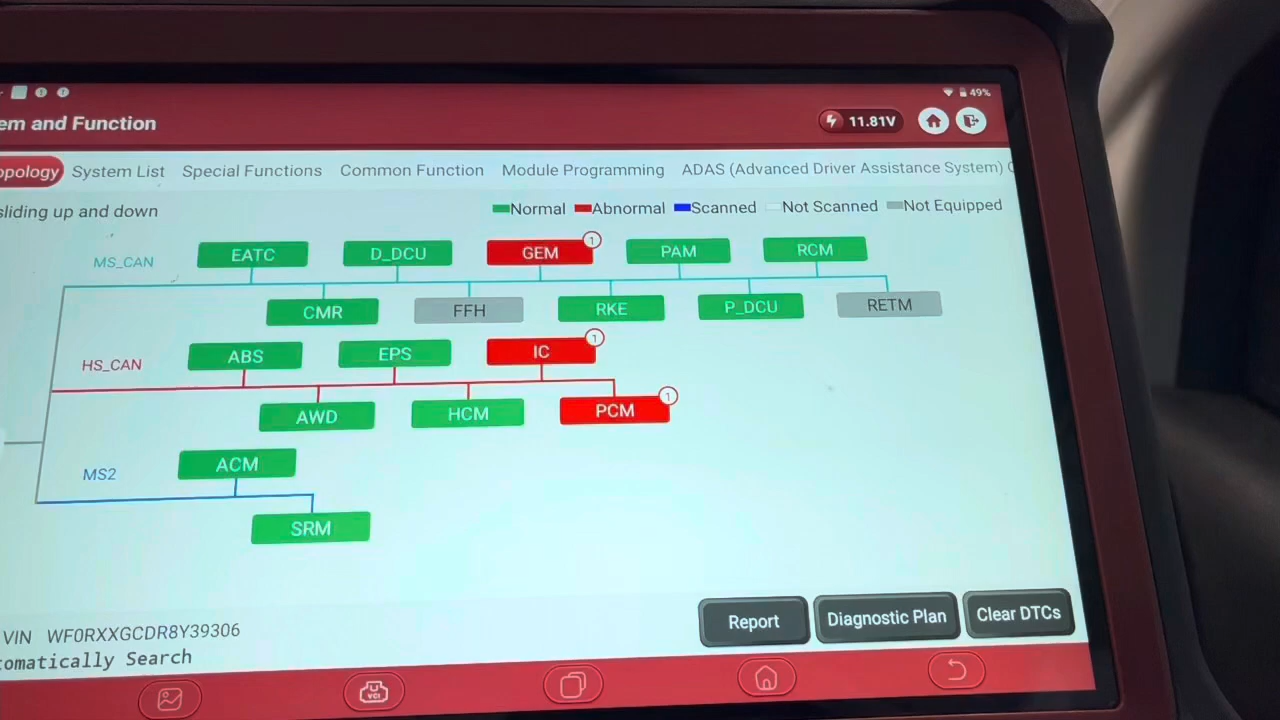 49%
em and Function
11.81V
opology System List Special Functions Common Function Module Programming ADAS (Advanced Driver Assistance System)
sliding up and down
Normal Abnormal Scanned Not Scanned Not Equipped
MS_CAN
EATC D_DCU GEM 1 PAM RCM
CMR FFH RKE P_DCU RETM
HS_CAN
ABS EPS IC 1
AWD HCM PCM 1
MS2
ACM
SRM
VIN WF0RXXGCDR8Y39306
tomatically Search
Report Diagnostic Plan Clear DTCs
VCI